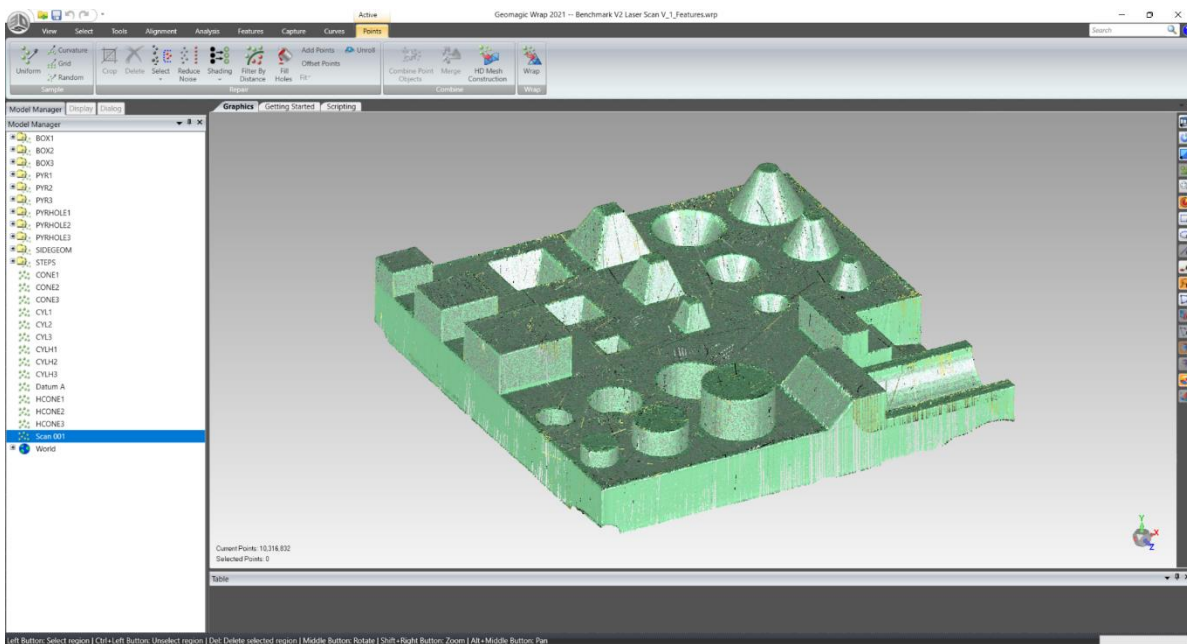 Active
Geomagic Wrap 2021 -- Benchmark V2 Laser Scan V_1_Features.wrp
View Select Tools Alignment Analysis Features Capture Curves Points
Search
Uniform
Curvature
Grid
Random
Sample
Crop Delete Select Reduce Noise Shading Filter By Distance Fill Holes
Add Points
Offset Points
Fit
Unroll
Repair
Combine Point Objects Merge HD Mesh Construction
Combine
Wrap
Wrap
Model Manager Display Dialog
Graphics Getting Started Scripting
Model Manager
BOX1
BOX2
BOX3
PYR1
PYR2
PYR3
PYRHOLE1
PYRHOLE2
PYRHOLE3
SIDEGEOM
STEPS
CONE1
CONE2
CONE3
CYL1
CYL2
CYL3
CYLH1
CYLH2
CYLH3
Datum A
HCONE1
HCONE2
HCONE3
Scan 001
World
Current Points: 10,316,832
Selected Points: 0
Y
X
Z
Table
Left Button: Select region | Ctrl+Left Button: Unselect region | Del: Delete selected region | Middle Button: Rotate | Shift+Right Button: Zoom | Alt+Middle Button: Pan